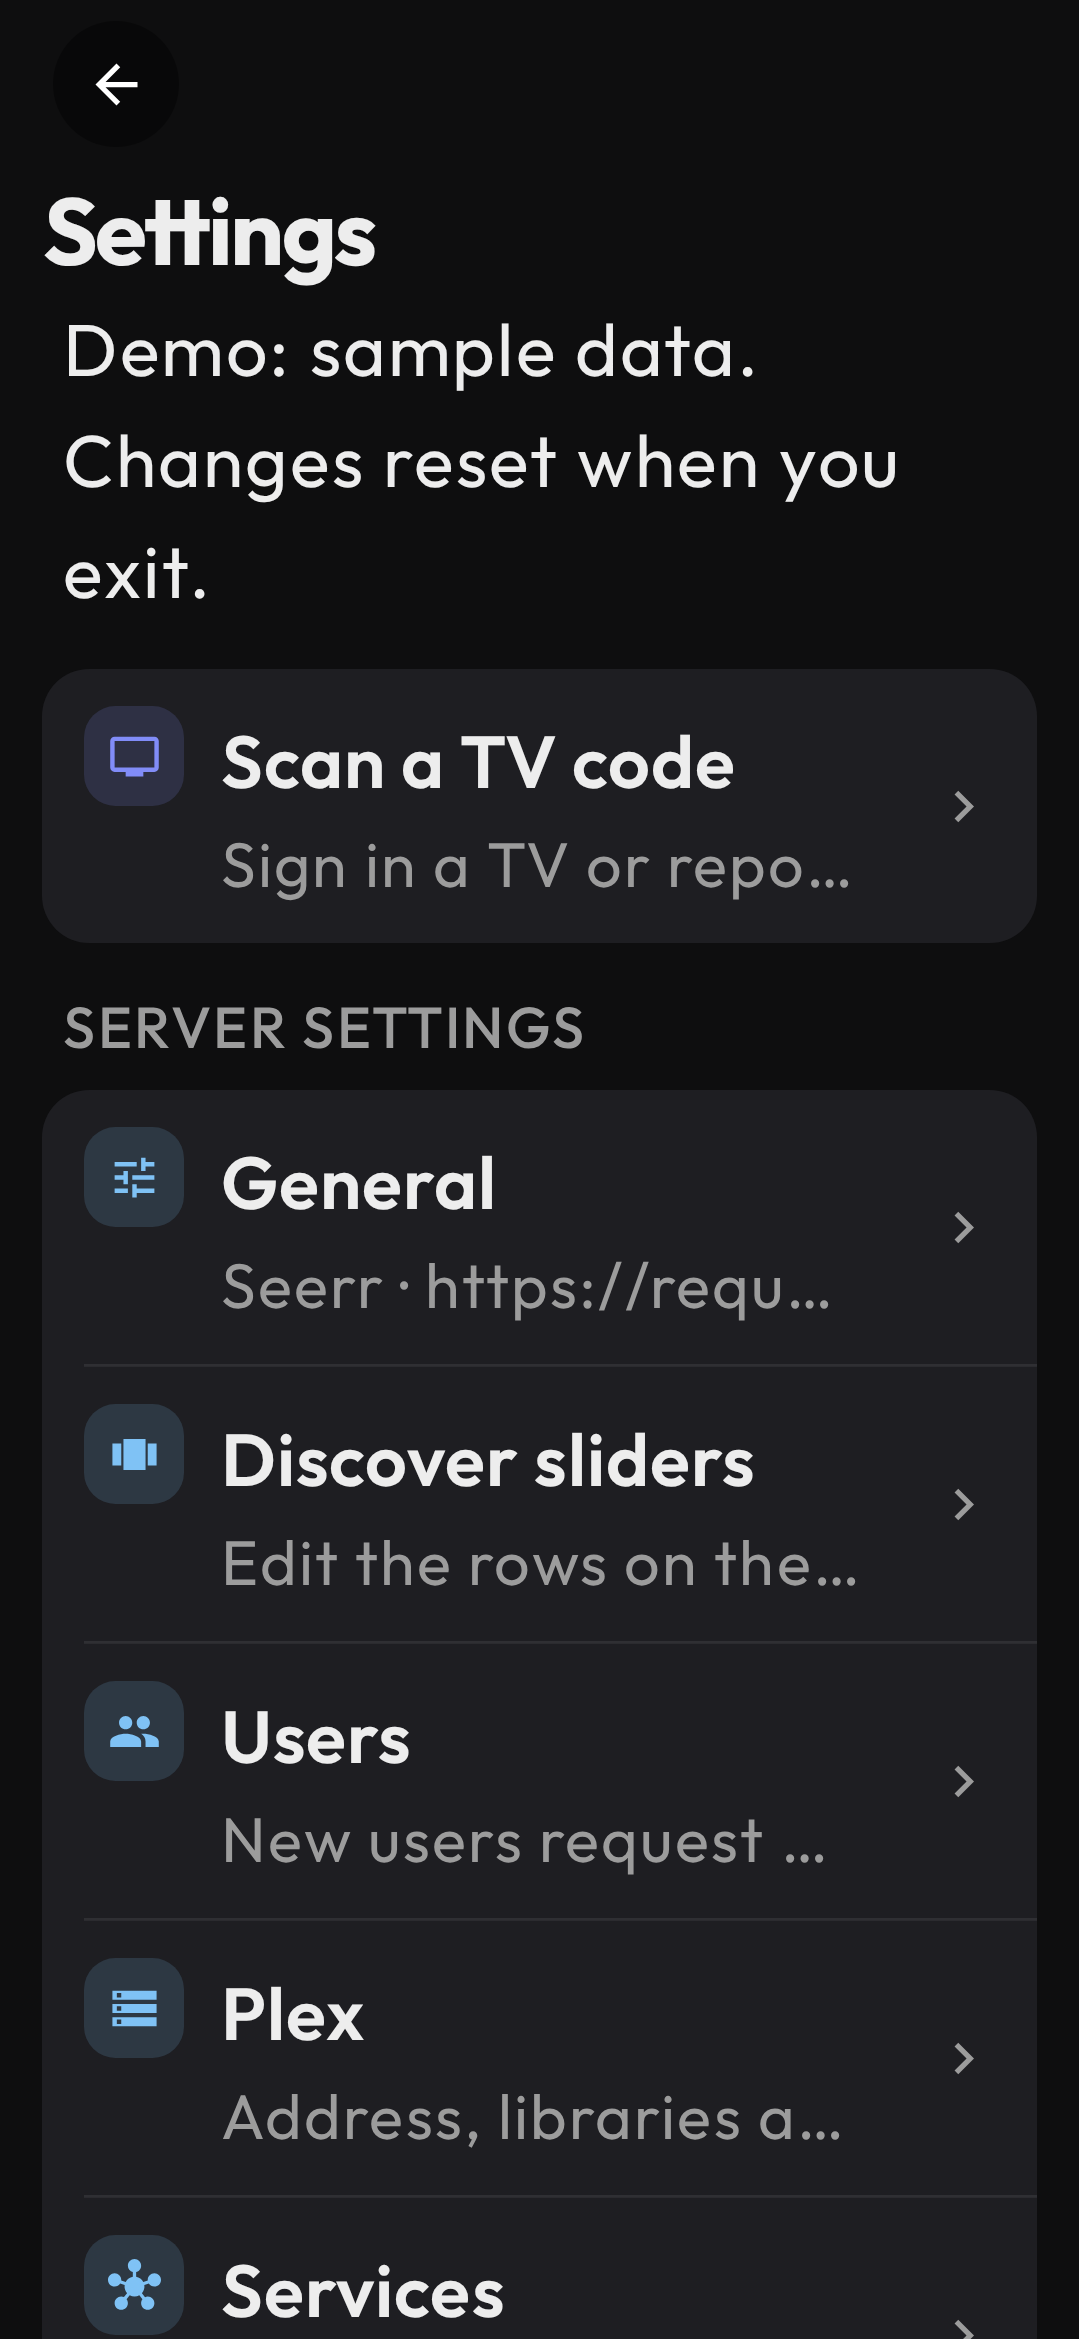 Settings
Demo: sample data.
Changes reset when you
exit.
Scan a TV code
Sign in a TV or repo…
SERVER SETTINGS
General
Seerr · https://requ…
Discover sliders
Edit the rows on the…
Users
New users request …
Plex
Address, libraries a…
Services